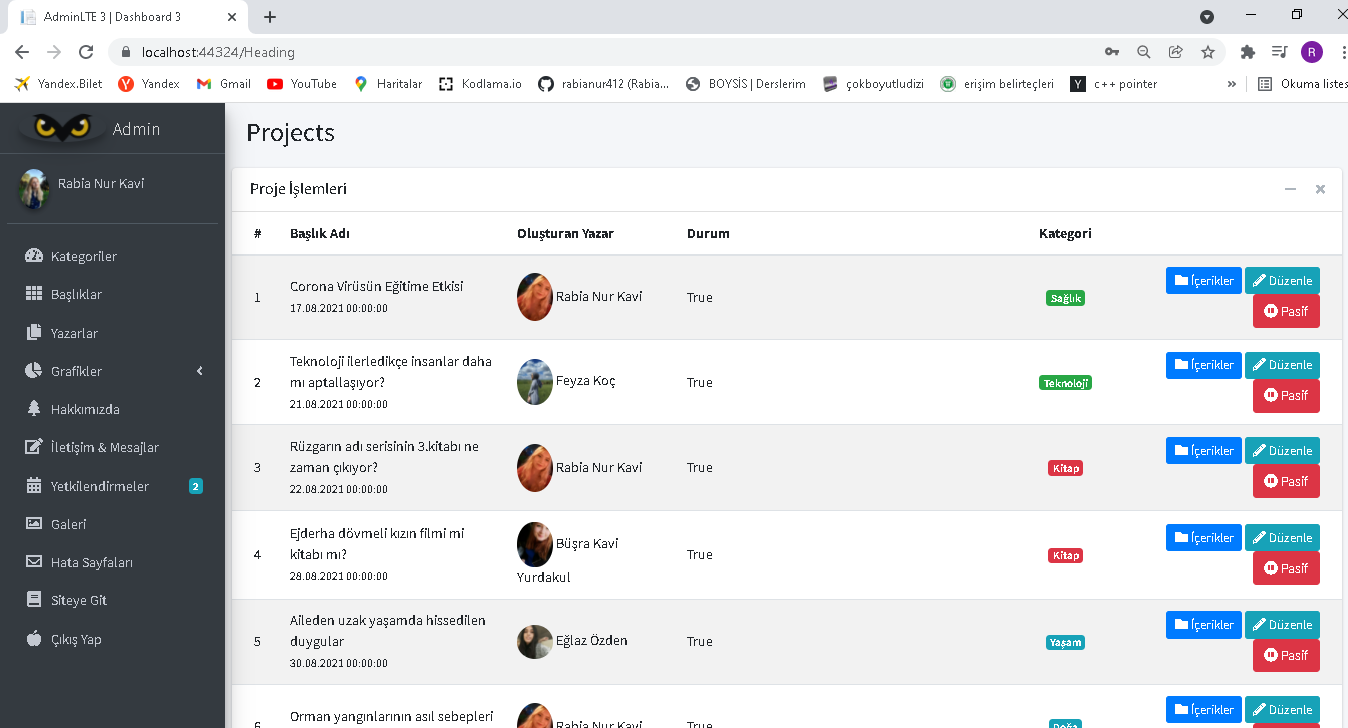 AdminLTE 3 | Dashboard 3
localhost:44324/Heading
R
Yandex.Bilet
Yandex
Gmail
YouTube
Haritalar
Kodlama.io
rabianur412 (Rabia...
BOYSİS | Derslerim
çokboyutludizi
erişim belirteçleri
Y
c++ pointer
»
Okuma listes
Admin
Rabia Nur Kavi
Kategoriler
Başlıklar
Yazarlar
Grafikler
Hakkımızda
İletişim & Mesajlar
Yetkilendirmeler 2
Galeri
Hata Sayfaları
Siteye Git
Çıkış Yap
Projects
Proje İşlemleri
# Başlık Adı Oluşturan Yazar Durum Kategori
1 Corona Virüsün Eğitime Etkisi
17.08.2021 00:00:00
Rabia Nur Kavi
True
Sağlık
İçerikler Düzenle
Pasif
2 Teknoloji ilerledikçe insanlar daha
mı aptallaşıyor?
21.08.2021 00:00:00
Feyza Koç
True
Teknoloji
İçerikler Düzenle
Pasif
3 Rüzgarın adı serisinin 3.kitabı ne
zaman çıkıyor?
22.08.2021 00:00:00
Rabia Nur Kavi
True
Kitap
İçerikler Düzenle
Pasif
4 Ejderha dövmeli kızın filmi mi
kitabı mı?
28.08.2021 00:00:00
Büşra Kavi
Yurdakul
True
Kitap
İçerikler Düzenle
Pasif
5 Aileden uzak yaşamda hissedilen
duygular
30.08.2021 00:00:00
Eğlaz Özden
True
Yaşam
İçerikler Düzenle
Pasif
6 Orman yangınlarının asıl sebepleri
Rabia Nur Kavi
True
Doğa
İçerikler Düzenle